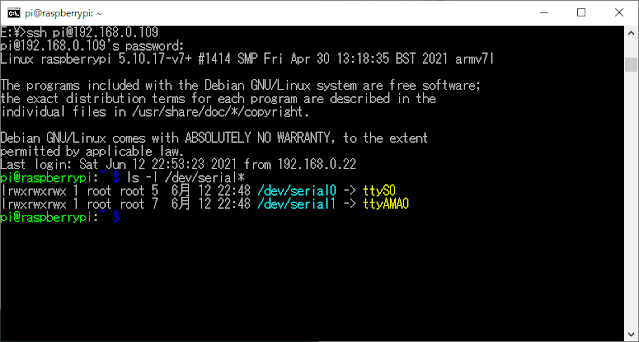 pi@raspberrypi: ~
E:¥>ssh pi@192.168.0.109
pi@192.168.0.109's password:
Linux raspberrypi 5.10.17-v7+ #1414 SMP Fri Apr 30 13:18:35 BST 2021 armv7l
The programs included with the Debian GNU/Linux system are free software;
the exact distribution terms for each program are described in the
individual files in /usr/share/doc/*/copyright.
Debian GNU/Linux comes with ABSOLUTELY NO WARRANTY, to the extent
permitted by applicable law.
Last login: Sat Jun 12 22:53:23 2021 from 192.168.0.22
pi@raspberrypi:~ $ ls -l /dev/serial*
lrwxrwxrwx 1 root root 5  6月 12 22:48 /dev/serial0 -> ttyS0
lrwxrwxrwx 1 root root 7  6月 12 22:48 /dev/serial1 -> ttyAMA0
pi@raspberrypi:~ $